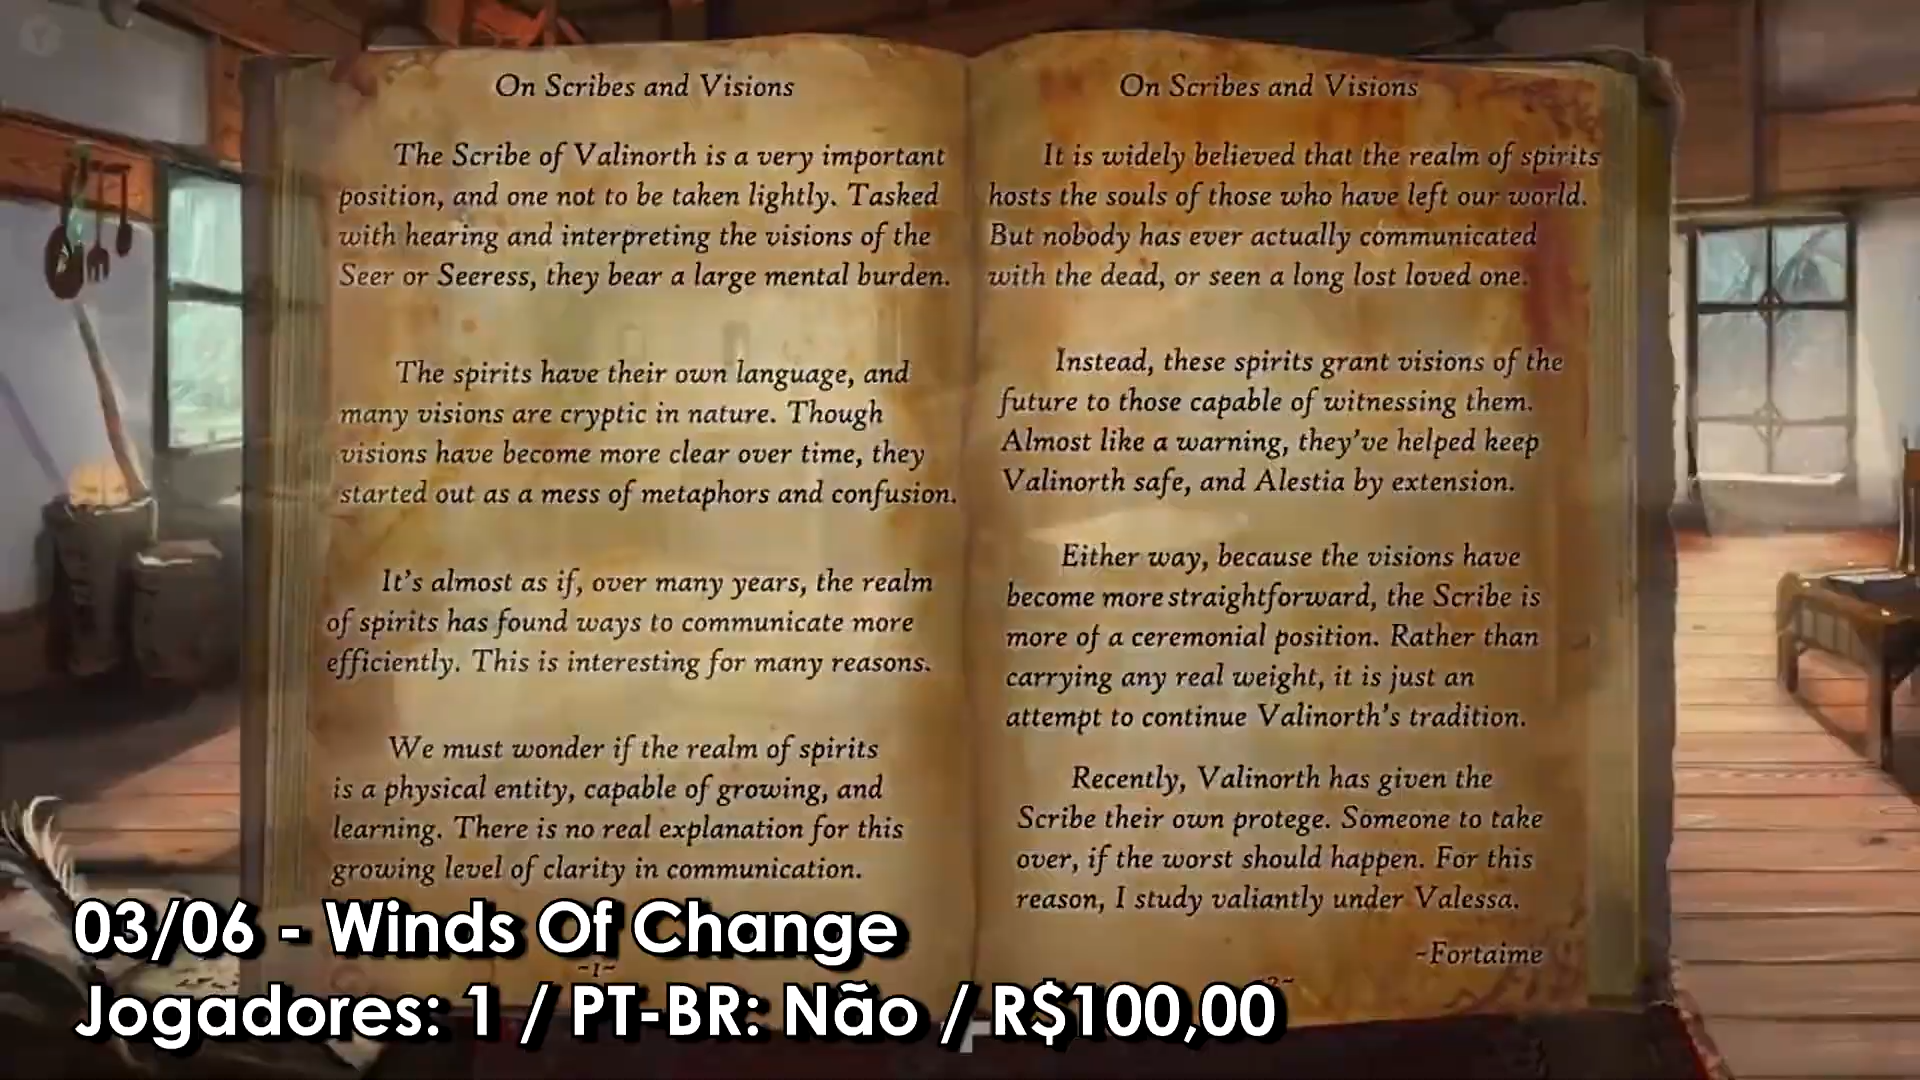 On Scribes and Visions
The Scribe of Valinorth is a very important
position, and one not to be taken lightly. Tasked
with hearing and interpreting the visions of the
Seer or Seeress, they bear a large mental burden.
The spirits have their own language, and
many visions are cryptic in nature. Though
visions have become more clear over time, they
started out as a mess of metaphors and confusion.
It's almost as if, over many years, the realm
of spirits has found ways to communicate more
efficiently. This is interesting for many reasons.
We must wonder if the realm of spirits
is a physical entity, capable of growing, and
learning. There is no real explanation for this
growing level of clarity in communication.
~1~
On Scribes and Visions
It is widely believed that the realm of spirits
hosts the souls of those who have left our world.
But nobody has ever actually communicated
with the dead, or seen a long lost loved one.
Instead, these spirits grant visions of the
future to those capable of witnessing them.
Almost like a warning, they've helped keep
Valinorth safe, and Alestia by extension.
Either way, because the visions have
become more straightforward, the Scribe is
more of a ceremonial position. Rather than
carrying any real weight, it is just an
attempt to continue Valinorth's tradition.
Recently, Valinorth has given the
Scribe their own protege. Someone to take
over, if the worst should happen. For this
reason, I study valiantly under Valessa.
~Fortaime
03/06 - Winds Of Change
Jogadores: 1 / PT-BR: Não / R$100,00